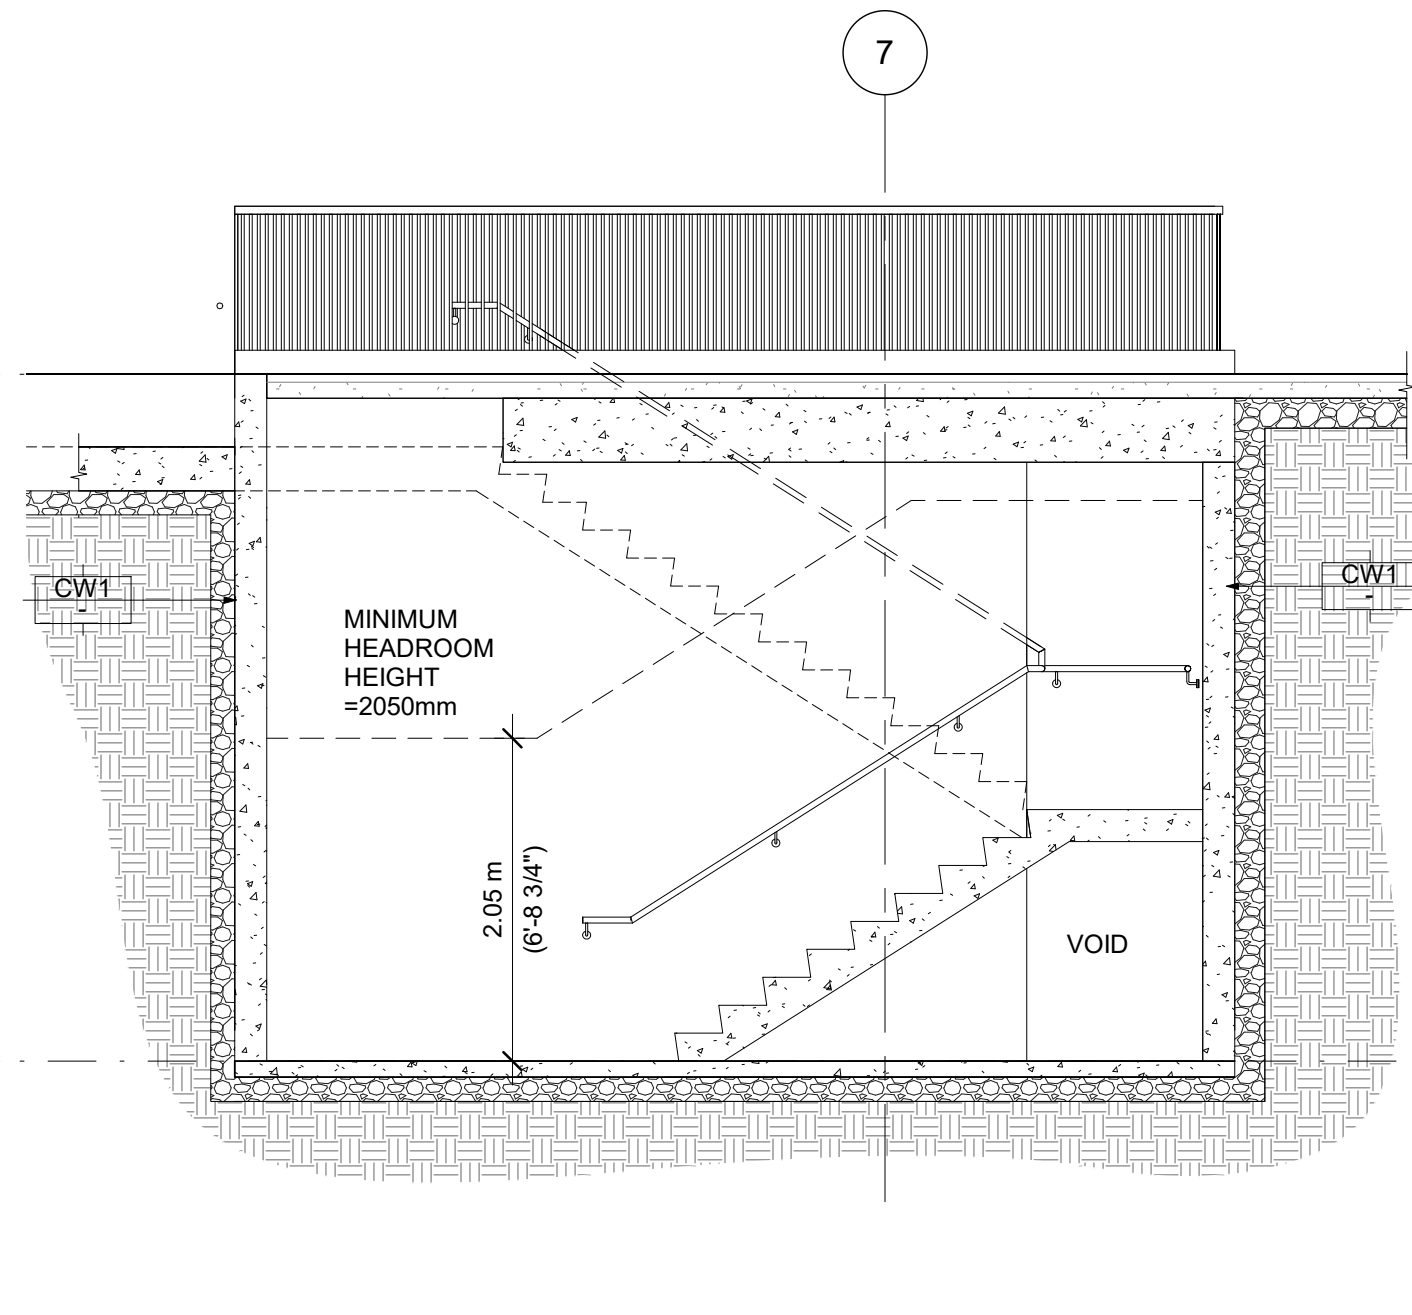 7
CW1
-
CW1
-
MINIMUM
HEADROOM
HEIGHT
=2050mm
2.05 m
(6'-8 3/4")
VOID